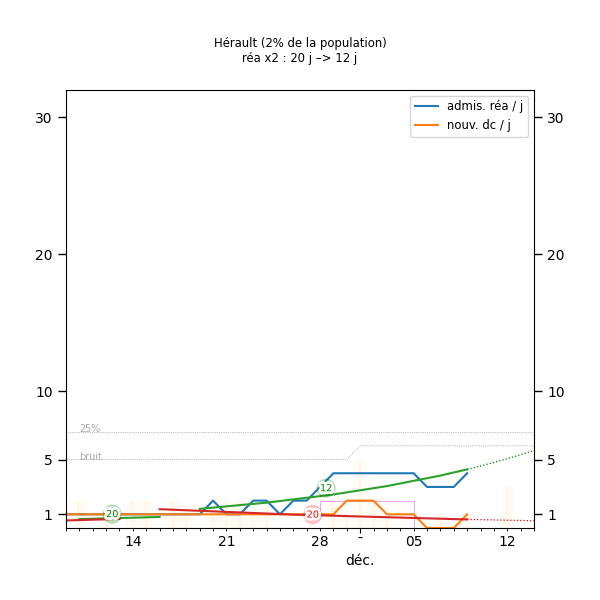 Hérault (2% de la population)
réa x2 : 20 j –> 12 j
admis. réa / j
nouv. dc / j
30 30
20 20
10 10
25%
bruit
5 5
12
20
20
1 1
14 21 28 - 05 12
déc.